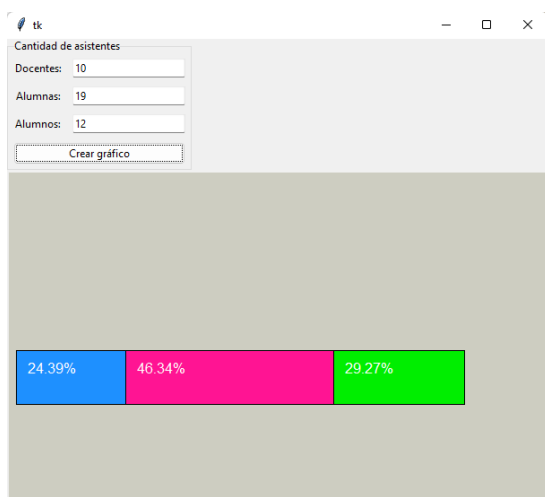 tk
Cantidad de asistentes
Docentes: 10
Alumnas: 19
Alumnos: 12
Crear gráfico
24.39% 46.34% 29.27%